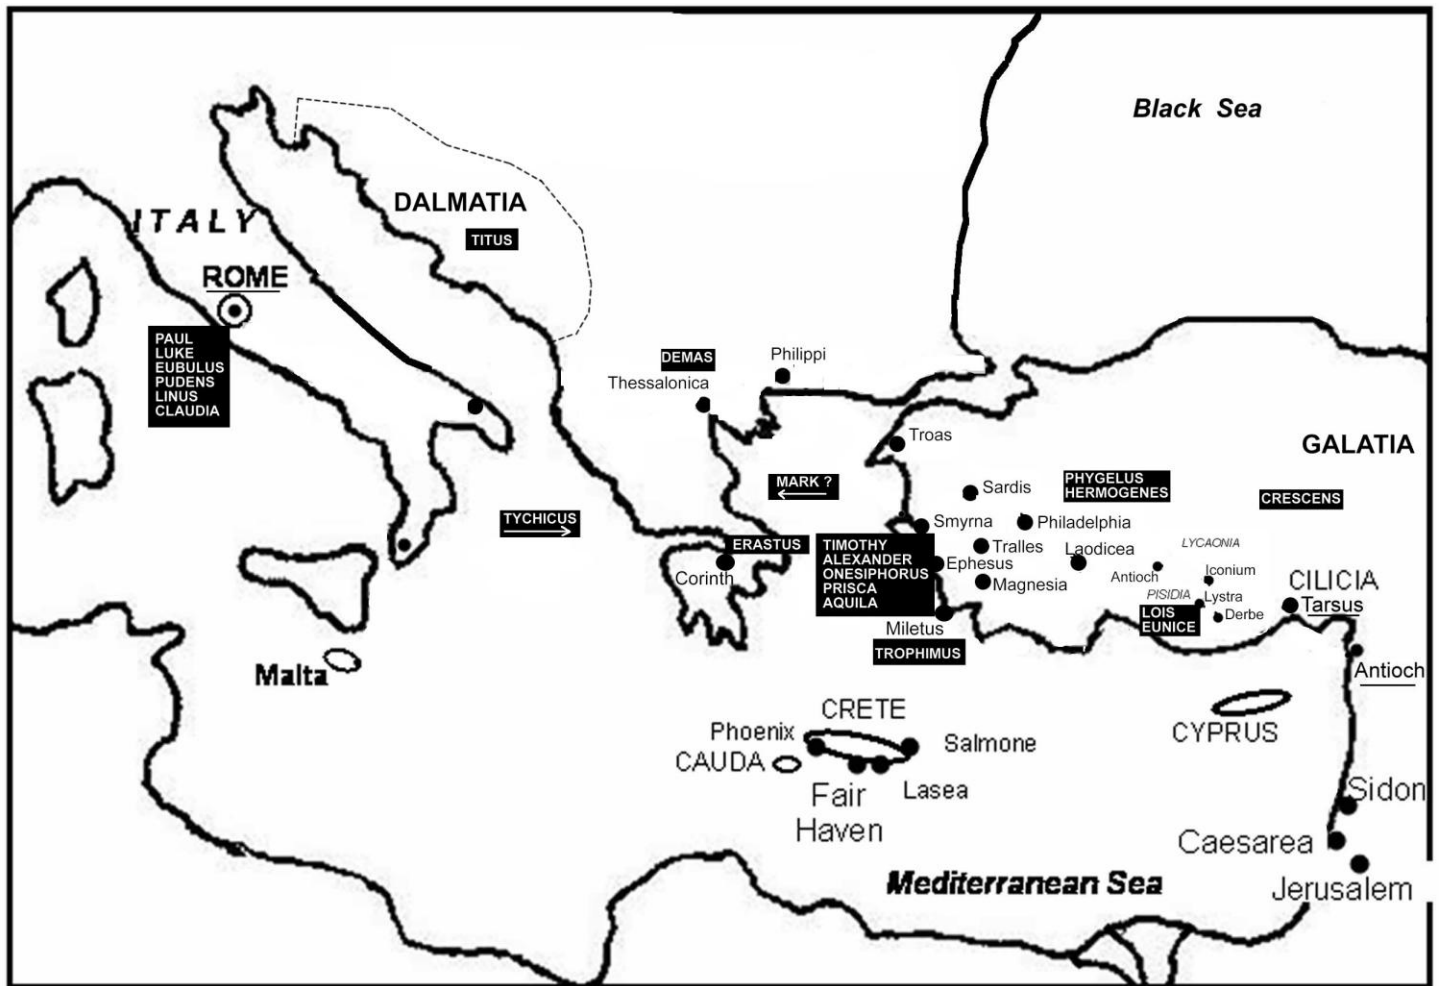 Black Sea
DALMATIA
TITUS
ITALY
ROME
PAUL
LUKE
EUBULUS
PUDENS
LINUS
CLAUDIA
DEMAS
Thessalonica
Philippi
Troas
GALATIA
MARK ?
Sardis
PHYGELUS
HERMOGENES
CRESCENS
TYCHICUS
Smyrna
Philadelphia
ERASTUS
Corinth
TIMOTHY
ALEXANDER
ONESIPHORUS
PRISCA
AQUILA
Ephesus
Tralles
Laodicea
LYCAONIA
Magnesia
Antioch
Iconium
CILICIA
PISIDIA
Lystra
Tarsus
LOIS
EUNICE
Derbe
Miletus
TROPHIMUS
Malta
Antioch
CRETE
Phoenix
Salmone
CAUDA
CYPRUS
Fair
Haven
Lasea
Sidon
Caesarea
Mediterranean Sea
Jerusalem